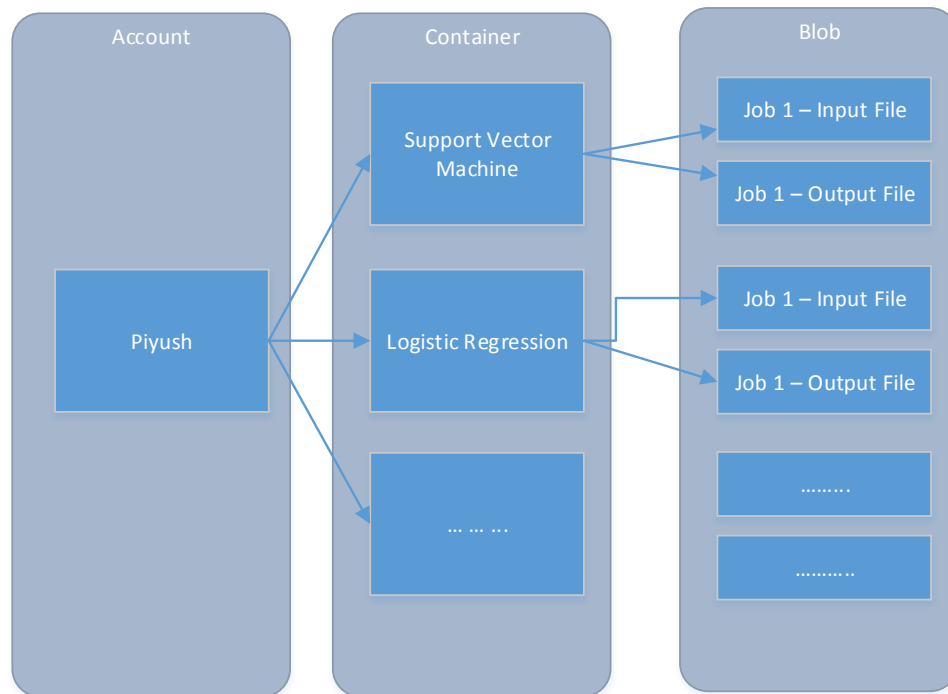 Account
Container
Blob
Piyush
Support Vector
Machine
Logistic Regression
... ... ...
Job 1 – Input File
Job 1 – Output File
Job 1 – Input File
Job 1 – Output File
.........
..........